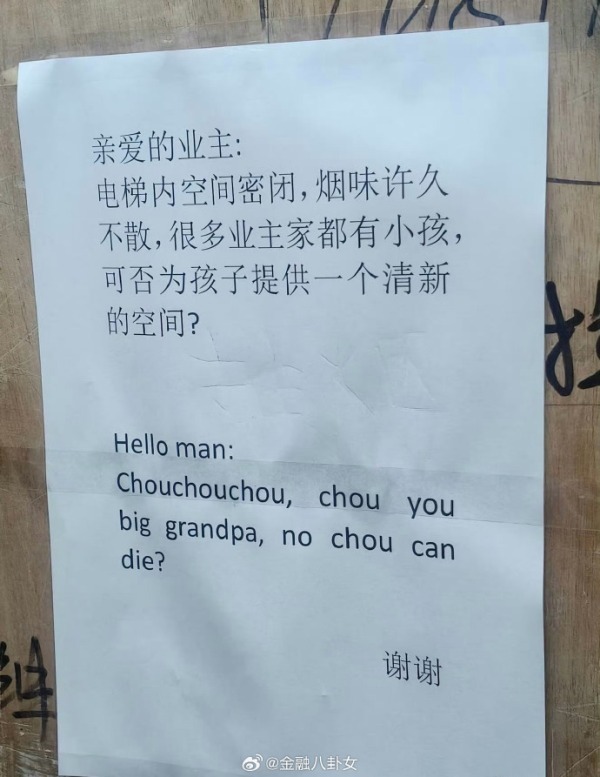 亲爱的业主:
电梯内空间密闭,烟味许久
不散,很多业主家都有小孩,
可否为孩子提供一个清新
的空间?
Hello man:
Chouchouchou, chou you
big grandpa, no chou can
die?
谢谢
@金融八卦女